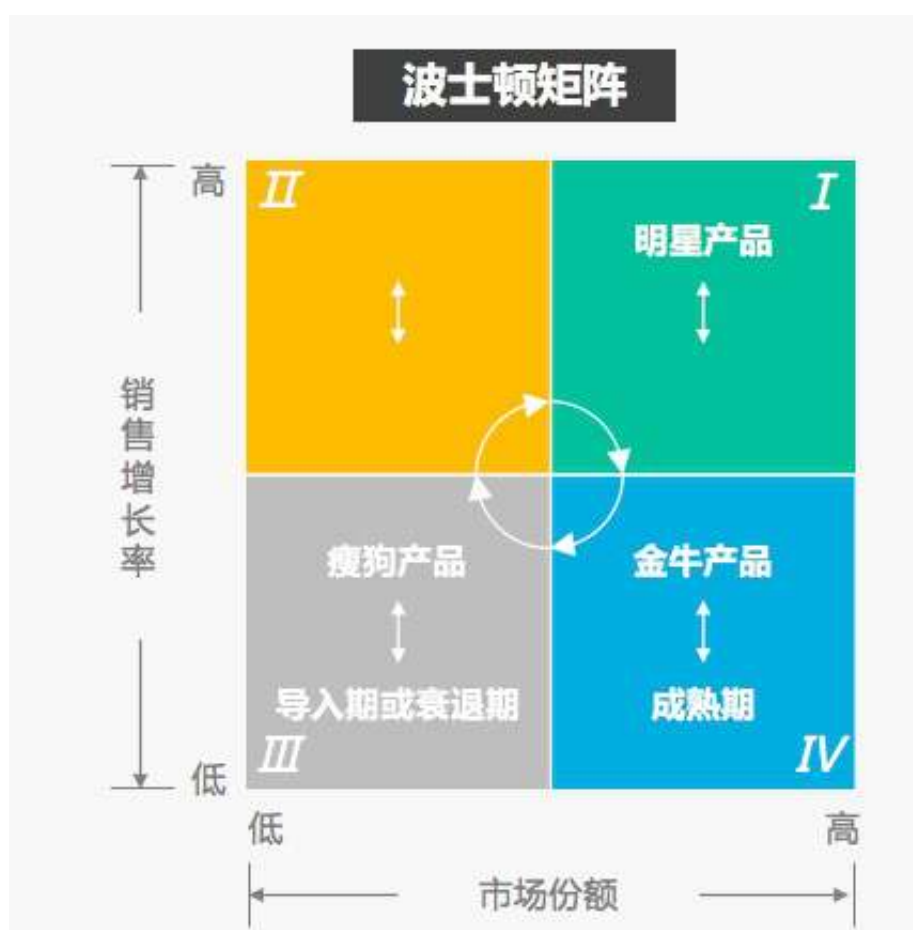 波士顿矩阵
高
II
I
明星产品
销售增长率
瘦狗产品
金牛产品
导入期或衰退期
成熟期
III
IV
低
低
高
市场份额